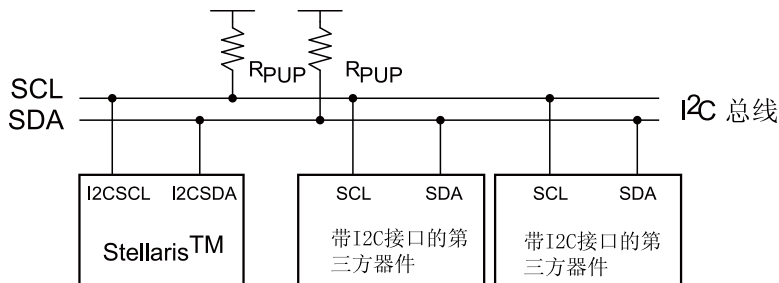 RPUP RPUP
SCL
SDA
I²C 总线
I2CSCL I2CSDA
Stellaris™
SCL SDA
带I2C接口的第
三方器件
SCL SDA
带I2C接口的第
三方器件